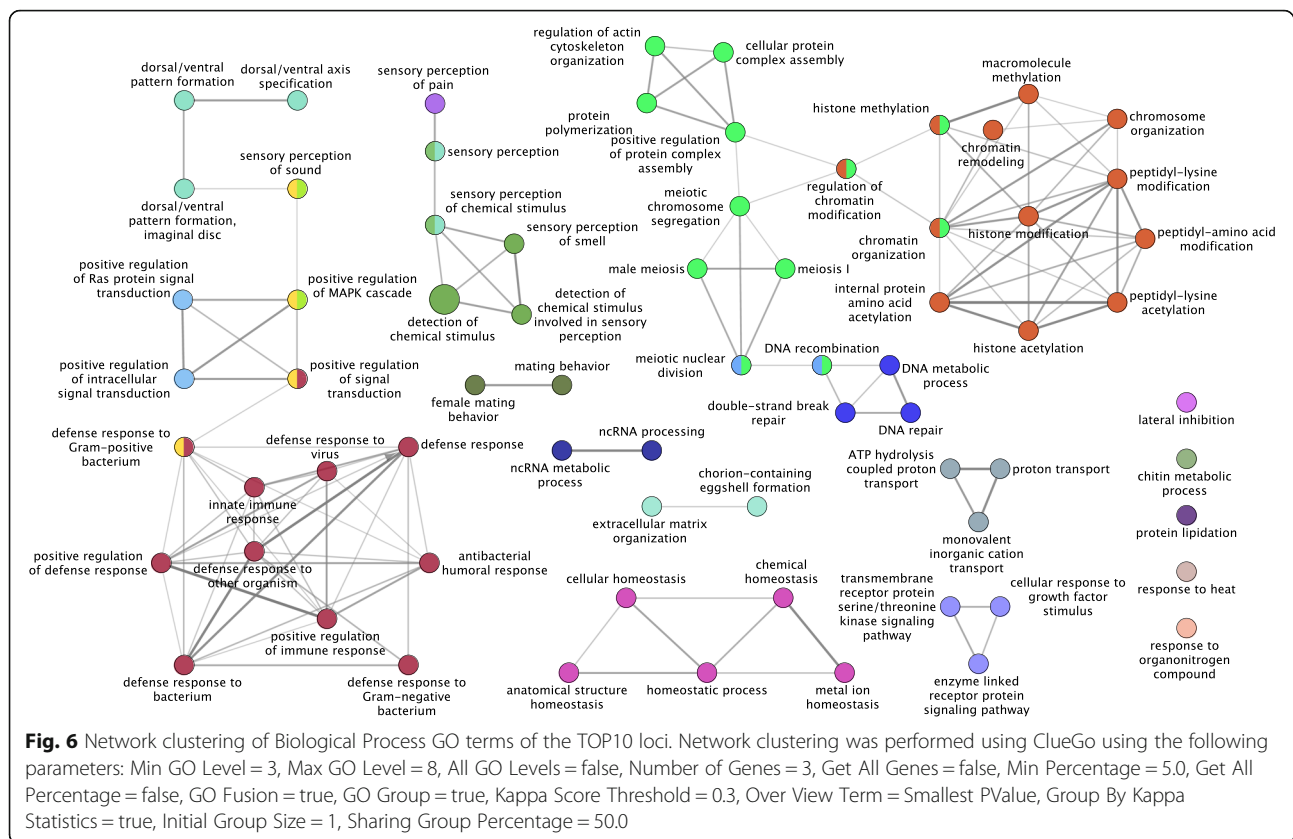 regulation of actin
cytoskeleton
organization
cellular protein
complex assembly
protein
polymerization
positive regulation
of protein complex
assembly
dorsal/ventral
pattern formation
dorsal/ventral axis
specification
sensory perception
of pain
sensory perception
of sound
sensory perception
dorsal/ventral
pattern formation,
imaginal disc
sensory perception
of chemical stimulus
sensory perception
of smell
detection of
chemical stimulus
detection of
chemical stimulus
involved in sensory
perception
positive regulation
of Ras protein signal
transduction
positive regulation
of MAPK cascade
positive regulation
of intracellular
signal transduction
positive regulation
of signal
transduction
macromolecule
methylation
histone methylation
chromatin
remodeling
chromosome
organization
peptidyl-lysine
modification
regulation of
chromatin
modification
meiotic
chromosome
segregation
chromatin
organization
histone modification
peptidyl-amino acid
modification
male meiosis
meiosis I
internal protein
amino acid
acetylation
peptidyl-lysine
acetylation
histone acetylation
meiotic nuclear
division
DNA recombination
DNA metabolic
process
double-strand break
repair
DNA repair
mating behavior
female mating
behavior
ncRNA processing
ncRNA metabolic
process
chorion-containing
eggshell formation
extracellular matrix
organization
defense response to
Gram-positive
bacterium
defense response to
virus
defense response
innate immune
response
positive regulation
of defense response
defense response to
other organism
antibacterial
humoral response
positive regulation
of immune response
defense response to
bacterium
defense response to
Gram-negative
bacterium
cellular homeostasis
chemical
homeostasis
anatomical structure
homeostasis
homeostatic process
metal ion
homeostasis
ATP hydrolysis
coupled proton
transport
proton transport
monovalent
inorganic cation
transport
transmembrane
receptor protein
serine/threonine
kinase signaling
pathway
cellular response to
growth factor
stimulus
enzyme linked
receptor protein
signaling pathway
lateral inhibition
chitin metabolic
process
protein lipidation
response to heat
response to
organonitrogen
compound
Fig. 6 Network clustering of Biological Process GO terms of the TOP10 loci. Network clustering was performed using ClueGo using the following
parameters: Min GO Level = 3, Max GO Level = 8, All GO Levels = false, Number of Genes = 3, Get All Genes = false, Min Percentage = 5.0, Get All
Percentage = false, GO Fusion = true, GO Group = true, Kappa Score Threshold = 0.3, Over View Term = Smallest PValue, Group By Kappa
Statistics = true, Initial Group Size = 1, Sharing Group Percentage = 50.0